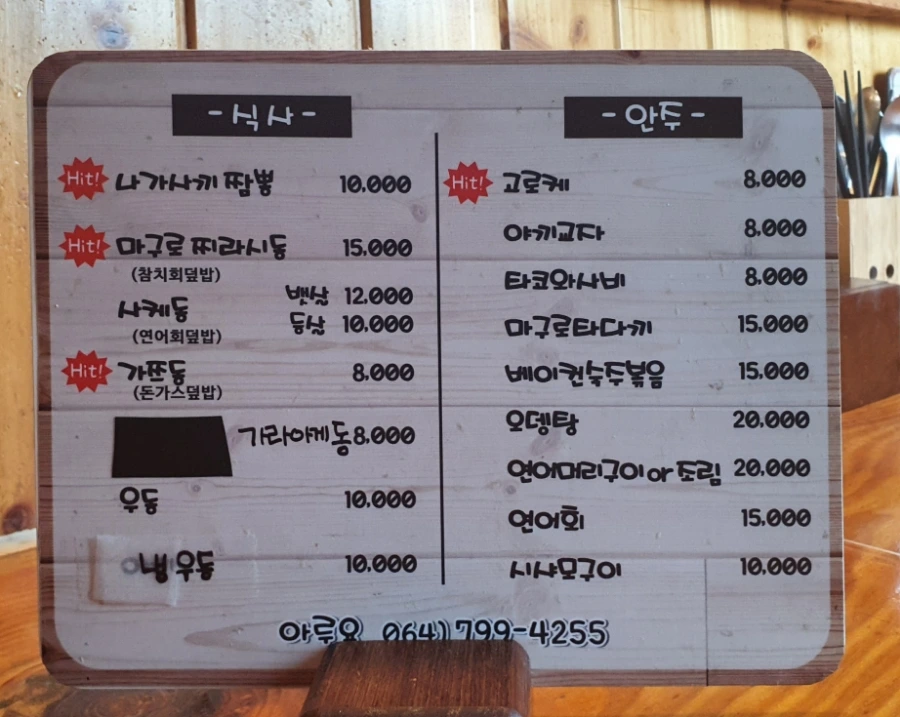 - 식사 -
Hit! 나가사끼 짬뽕 10,000
Hit! 마구로 찌라시동 15,000
(참치회덮밥)
사케동 뱃살 12,000
등살 10,000
(연어회덮밥)
Hit! 가쯔동 8,000
(돈가스덮밥)
가라아께동 8,000
우동 10,000
우동 10,000
- 안주 -
Hit! 고로케 8,000
야끼교자 8,000
타코와사비 8,000
마구로타다끼 15,000
베이컨숙주볶음 15,000
오뎅탕 20,000
연어머리구이 or 조림 20,000
연어회 15,000
시샤모구이 10,000
야루요 064)799-4255